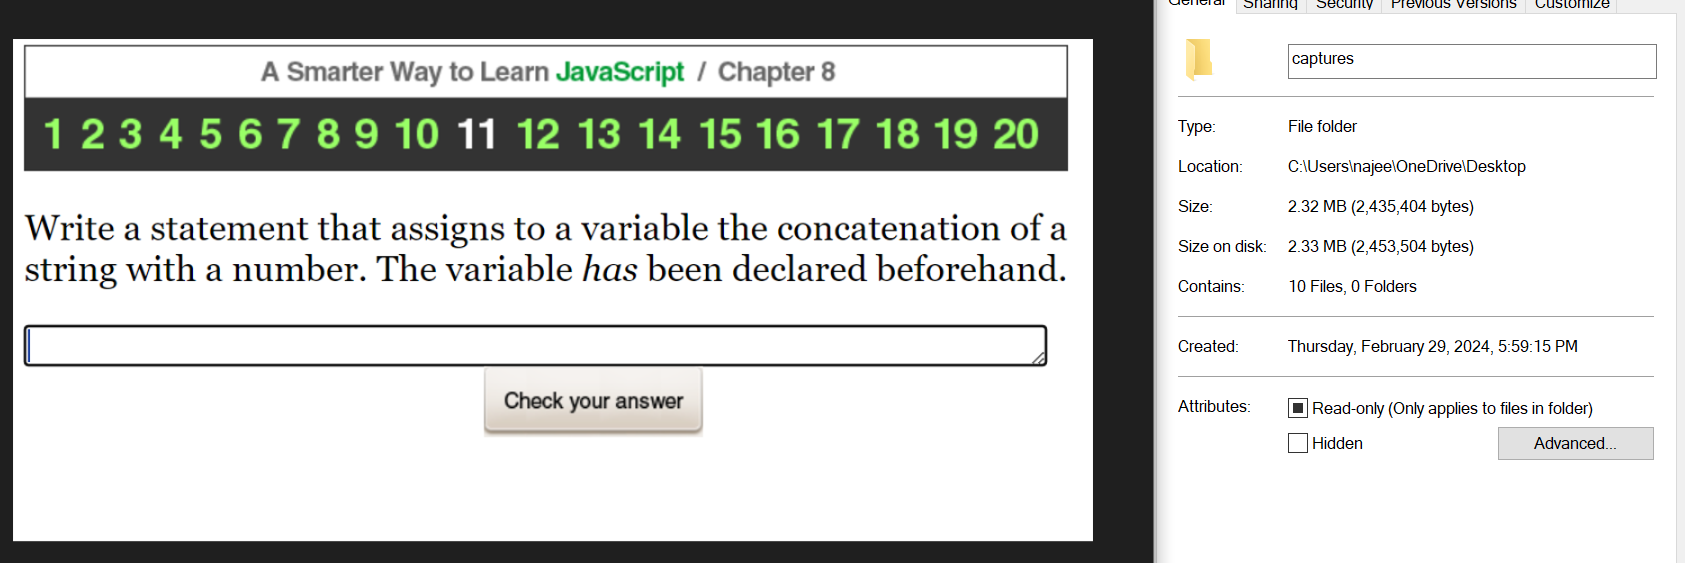 General Sharing Security Previous Versions Customize
A Smarter Way to Learn JavaScript / Chapter 8
1 2 3 4 5 6 7 8 9 10 11 12 13 14 15 16 17 18 19 20
Write a statement that assigns to a variable the concatenation of a
string with a number. The variable has been declared beforehand.
Check your answer
captures
Type: File folder
Location: C:\Users\najee\OneDrive\Desktop
Size: 2.32 MB (2,435,404 bytes)
Size on disk: 2.33 MB (2,453,504 bytes)
Contains: 10 Files, 0 Folders
Created: Thursday, February 29, 2024, 5:59:15 PM
Attributes: Read-only (Only applies to files in folder)
Hidden Advanced...